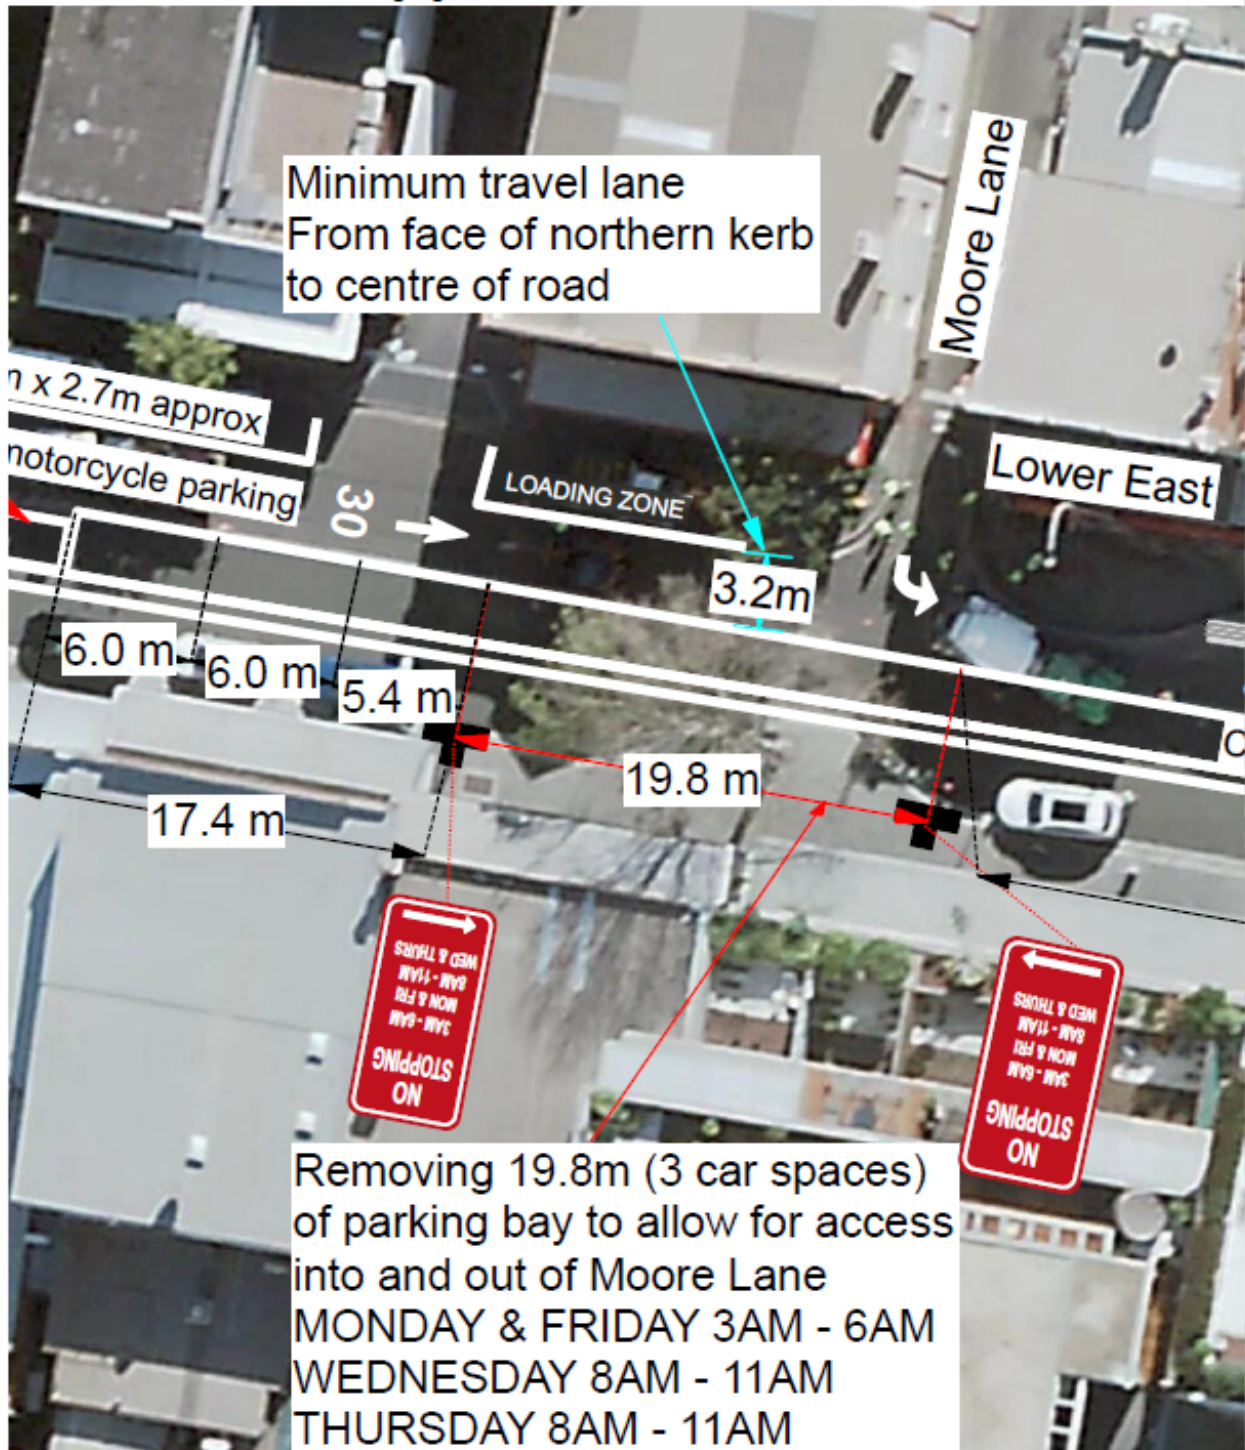 Minimum travel lane
From face of northern kerb
to centre of road
Moore Lane
x 2.7m approx
motorcycle parking
30
LOADING ZONE
Lower East
3.2m
6.0 m
6.0 m
5.4 m
19.8 m
17.4 m
NO
STOPPING
3AM - 6AM
MON & FRI
8AM - 11AM
WED & THURS
NO
STOPPING
3AM - 6AM
MON & FRI
8AM - 11AM
WED & THURS
Removing 19.8m (3 car spaces)
of parking bay to allow for access
into and out of Moore Lane
MONDAY & FRIDAY 3AM - 6AM
WEDNESDAY 8AM - 11AM
THURSDAY 8AM - 11AM